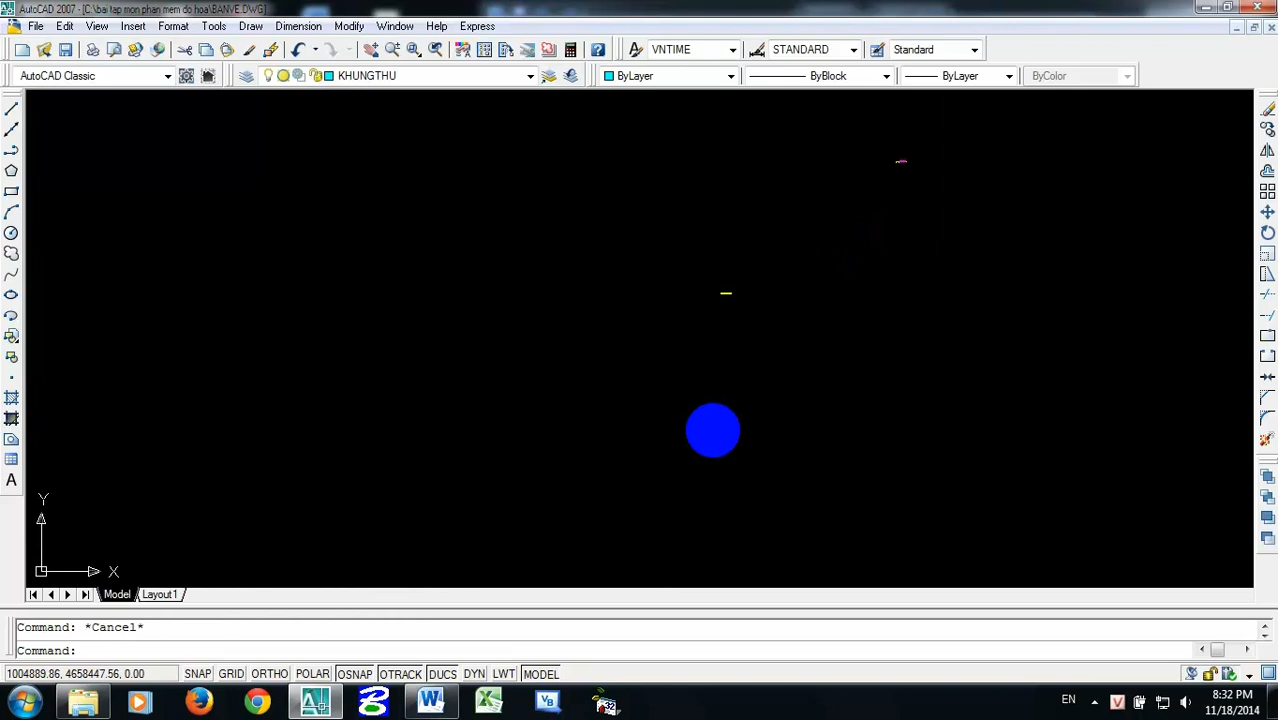 AutoCAD 2007 - [C:\bai tap mon phan mem do hoa\BANVE.DWG]
File Edit View Insert Format Tools Draw Dimension Modify Window Help Express
VNTIME STANDARD Standard
AutoCAD Classic KHUNGTHU ByLayer ByBlock ByLayer ByColor
Y
X
Model Layout1
Command: *Cancel*
Command:
1004889.86, 4658447.56, 0.00 SNAP GRID ORTHO POLAR OSNAP OTRACK DUCS DYN LWT MODEL
EN 8:32 PM
11/18/2014